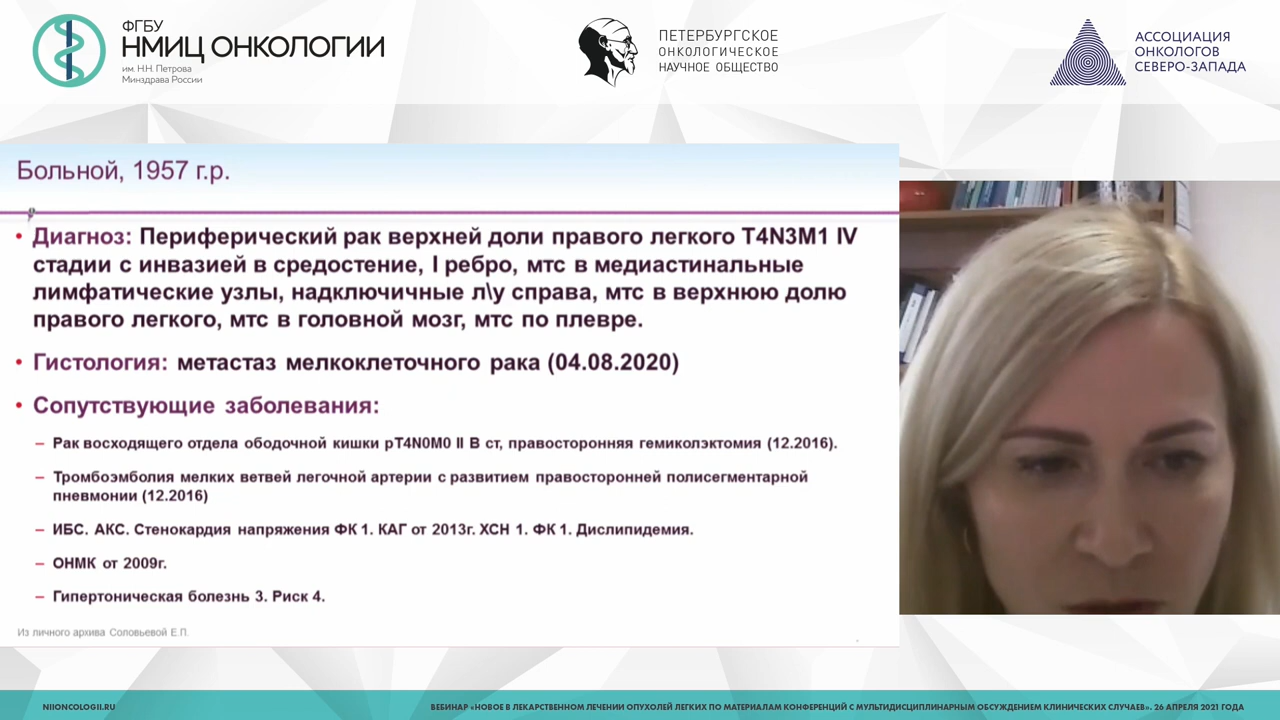 ФГБУ
НМИЦ ОНКОЛОГИИ
им. Н.Н. Петрова
Минздрава России
ПЕТЕРБУРГСКОЕ
ОНКОЛОГИЧЕСКОЕ
НАУЧНОЕ ОБЩЕСТВО
АССОЦИАЦИЯ
ОНКОЛОГОВ
СЕВЕРО-ЗАПАДА
Больной, 1957 г.р.
• Диагноз: Периферический рак верхней доли правого легкого T4N3M1 IV
стадии с инвазией в средостение, I ребро, мтс в медиастинальные
лимфатические узлы, надключичные л\у справа, мтс в верхнюю долю
правого легкого, мтс в головной мозг, мтс по плевре.
• Гистология: метастаз мелкоклеточного рака (04.08.2020)
• Сопутствующие заболевания:
– Рак восходящего отдела ободочной кишки pT4N0M0 II B ст, правосторонняя гемиколэктомия (12.2016).
– Тромбоэмболия мелких ветвей легочной артерии с развитием правосторонней полисегментарной
пневмонии (12.2016)
– ИБС. АКС. Стенокардия напряжения ФК 1. КАГ от 2013г. ХСН 1. ФК 1. Дислипидемия.
– ОНМК от 2009г.
– Гипертоническая болезнь 3. Риск 4.
Из личного архива Соловьевой Е.П.
NIIONCOLOGII.RU
ВЕБИНАР «НОВОЕ В ЛЕКАРСТВЕННОМ ЛЕЧЕНИИ ОПУХОЛЕЙ ЛЕГКИХ ПО МАТЕРИАЛАМ КОНФЕРЕНЦИЙ С МУЛЬТИДИСЦИПЛИНАРНЫМ ОБСУЖДЕНИЕМ КЛИНИЧЕСКИХ СЛУЧАЕВ». 26 АПРЕЛЯ 2021 ГОДА